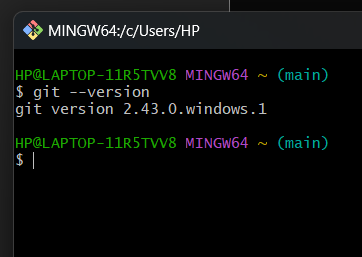 MINGW64:/c/Users/HP
HP@LAPTOP-11R5TVV8 MINGW64 ~ (main)
$ git --version
git version 2.43.0.windows.1
HP@LAPTOP-11R5TVV8 MINGW64 ~ (main)
$